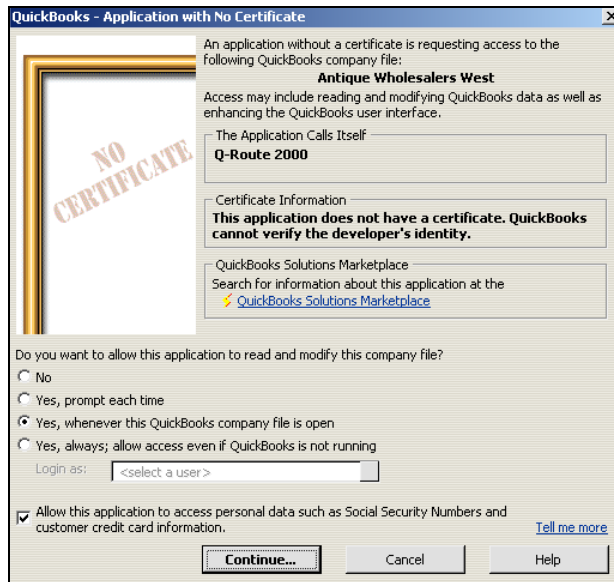 QuickBooks - Application with No Certificate
An application without a certificate is requesting access to the
following QuickBooks company file:
Antique Wholesalers West
Access may include reading and modifying QuickBooks data as well as
enhancing the QuickBooks user interface.
The Application Calls Itself
Q-Route 2000
NO
CERTIFICATE
Certificate Information
This application does not have a certificate. QuickBooks
cannot verify the developer's identity.
QuickBooks Solutions Marketplace
Search for information about this application at the
QuickBooks Solutions Marketplace
Do you want to allow this application to read and modify this company file?
No
Yes, prompt each time
Yes, whenever this QuickBooks company file is open
Yes, always; allow access even if QuickBooks is not running
Login as: <select a user>
Allow this application to access personal data such as Social Security Numbers and
customer credit card information. Tell me more
Continue... Cancel Help